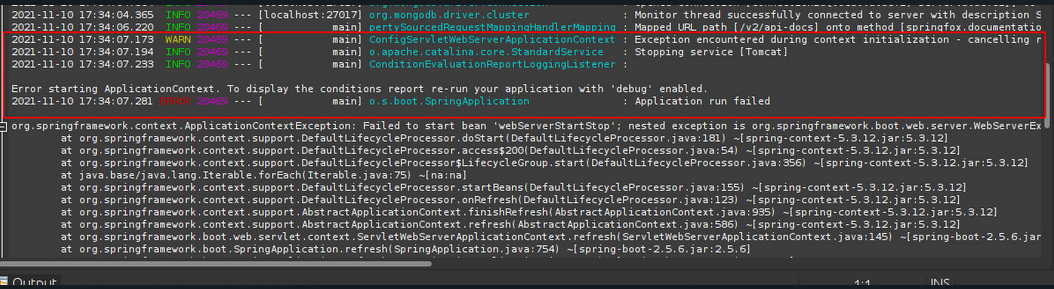 2021-11-10 17:34:04.365 INFO 20469 --- [localhost:27017] org.mongodb.driver.cluster : Monitor thread successfully connected to server with description S
2021-11-10 17:34:06.220 INFO 20469 --- [ main] pertySourcedRequestMappingHandlerMapping : Mapped URL path [/v2/api-docs] onto method [springfox.documentatio
2021-11-10 17:34:07.173 WARN 20469 --- [ main] ConfigServletWebServerApplicationContext : Exception encountered during context initialization - cancelling r
2021-11-10 17:34:07.194 INFO 20469 --- [ main] o.apache.catalina.core.StandardService : Stopping service [Tomcat]
2021-11-10 17:34:07.233 INFO 20469 --- [ main] ConditionEvaluationReportLoggingListener :
Error starting ApplicationContext. To display the conditions report re-run your application with 'debug' enabled.
2021-11-10 17:34:07.281 ERROR 20469 --- [ main] o.s.boot.SpringApplication : Application run failed
org.springframework.context.ApplicationContextException: Failed to start bean 'webServerStartStop'; nested exception is org.springframework.boot.web.server.WebServerEx
at org.springframework.context.support.DefaultLifecycleProcessor.doStart(DefaultLifecycleProcessor.java:181) ~[spring-context-5.3.12.jar:5.3.12]
at org.springframework.context.support.DefaultLifecycleProcessor.access$200(DefaultLifecycleProcessor.java:54) ~[spring-context-5.3.12.jar:5.3.12]
at org.springframework.context.support.DefaultLifecycleProcessor$LifecycleGroup.start(DefaultLifecycleProcessor.java:356) ~[spring-context-5.3.12.jar:5.3.12]
at java.base/java.lang.Iterable.forEach(Iterable.java:75) ~[na:na]
at org.springframework.context.support.DefaultLifecycleProcessor.startBeans(DefaultLifecycleProcessor.java:155) ~[spring-context-5.3.12.jar:5.3.12]
at org.springframework.context.support.DefaultLifecycleProcessor.onRefresh(DefaultLifecycleProcessor.java:123) ~[spring-context-5.3.12.jar:5.3.12]
at org.springframework.context.support.AbstractApplicationContext.finishRefresh(AbstractApplicationContext.java:935) ~[spring-context-5.3.12.jar:5.3.12]
at org.springframework.context.support.AbstractApplicationContext.refresh(AbstractApplicationContext.java:586) ~[spring-context-5.3.12.jar:5.3.12]
at org.springframework.boot.web.servlet.context.ServletWebServerApplicationContext.refresh(ServletWebServerApplicationContext.java:145) ~[spring-boot-2.5.6.jar
at org.springframework.boot.SpringApplication.refresh(SpringApplication.java:754) ~[spring-boot-2.5.6.jar:2.5.6]
Output 1:1 INS